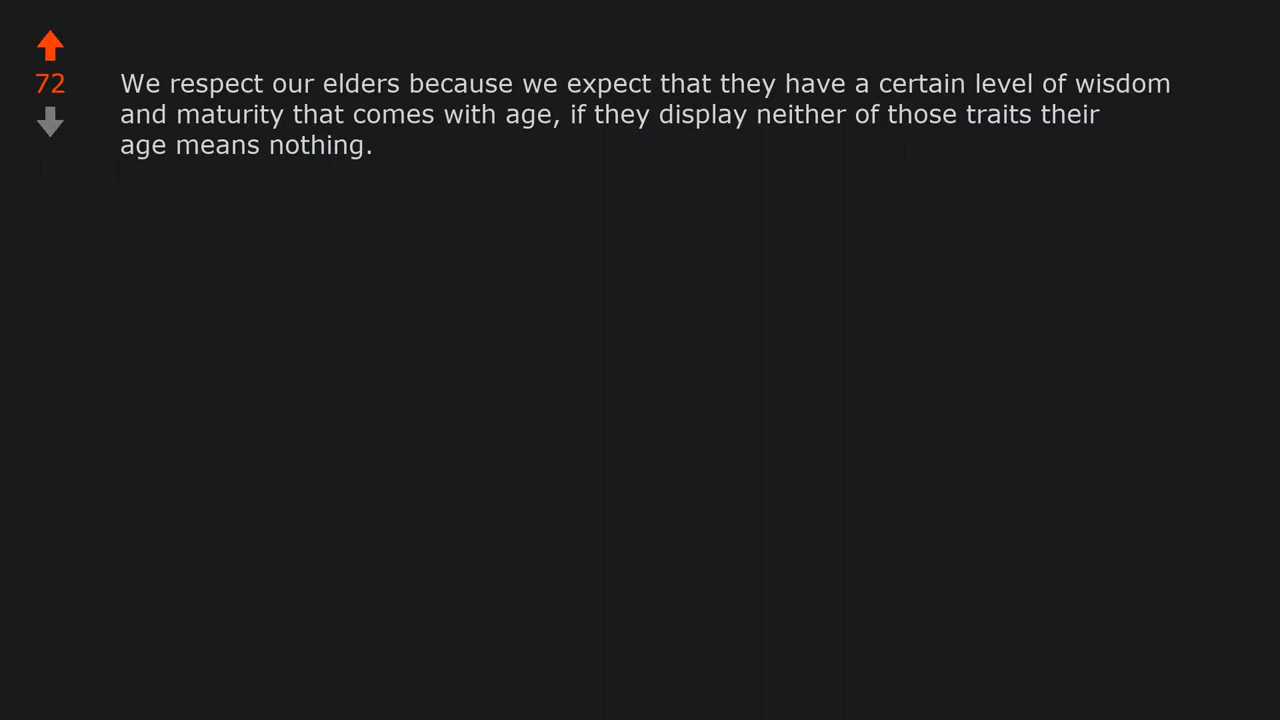 72
We respect our elders because we expect that they have a certain level of wisdom
and maturity that comes with age, if they display neither of those traits their
age means nothing.